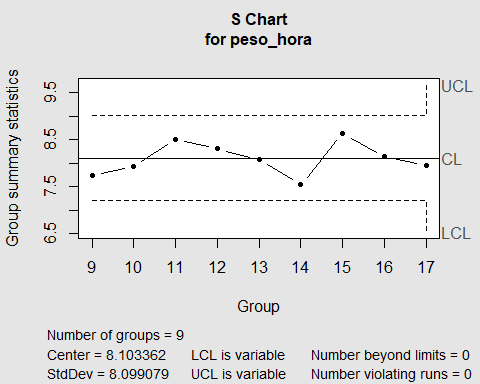 S Chart
for peso_hora
Group summary statistics
9.5
8.5
7.5
6.5
UCL
CL
LCL
9 10 11 12 13 14 15 16 17
Group
Number of groups = 9
Center = 8.103362 LCL is variable Number beyond limits = 0
StdDev = 8.099079 UCL is variable Number violating runs = 0